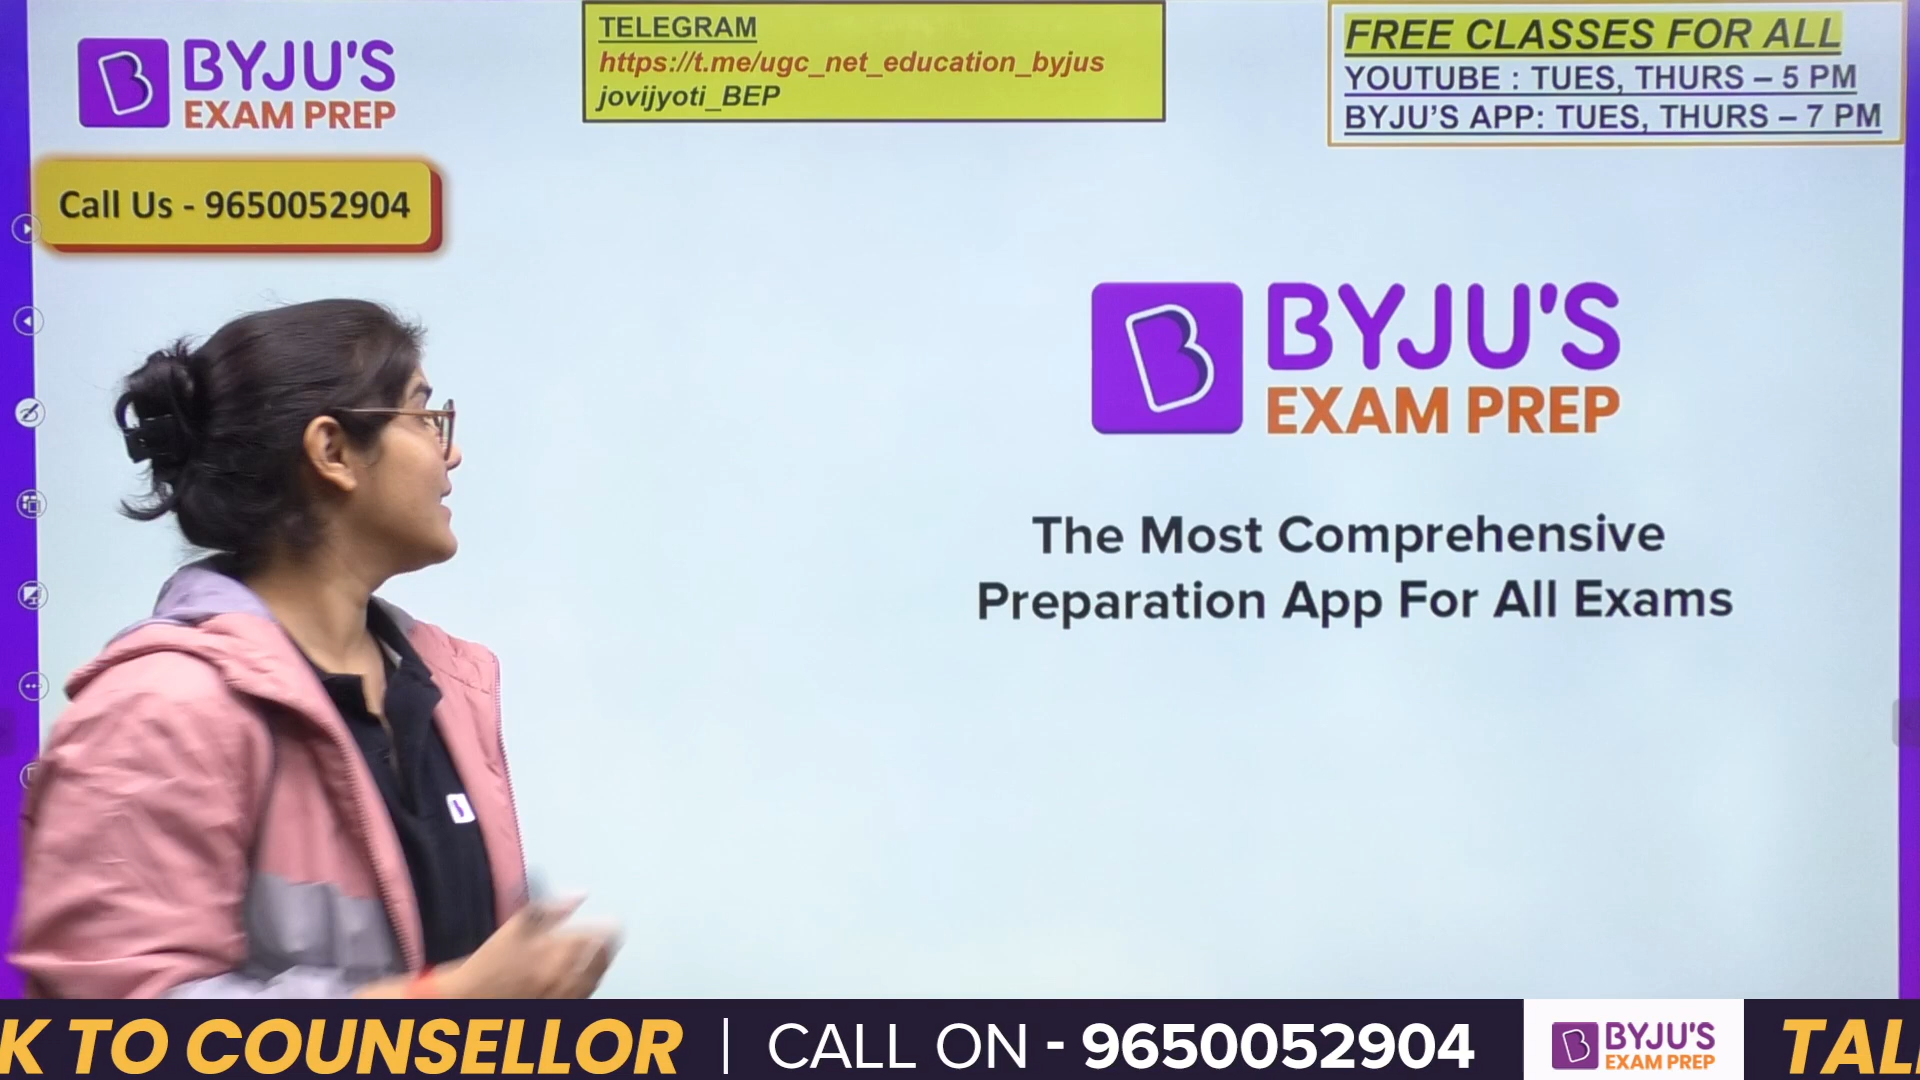 BYJU'S
EXAM PREP
TELEGRAM
https://t.me/ugc_net_education_byjus
jovijyoti_BEP
FREE CLASSES FOR ALL
YOUTUBE : TUES, THURS – 5 PM
BYJU’S APP: TUES, THURS – 7 PM
Call Us - 9650052904
BYJU'S
EXAM PREP
The Most Comprehensive
Preparation App For All Exams
K TO COUNSELLOR | CALL ON - 9650052904
BYJU'S
EXAM PREP
TAL